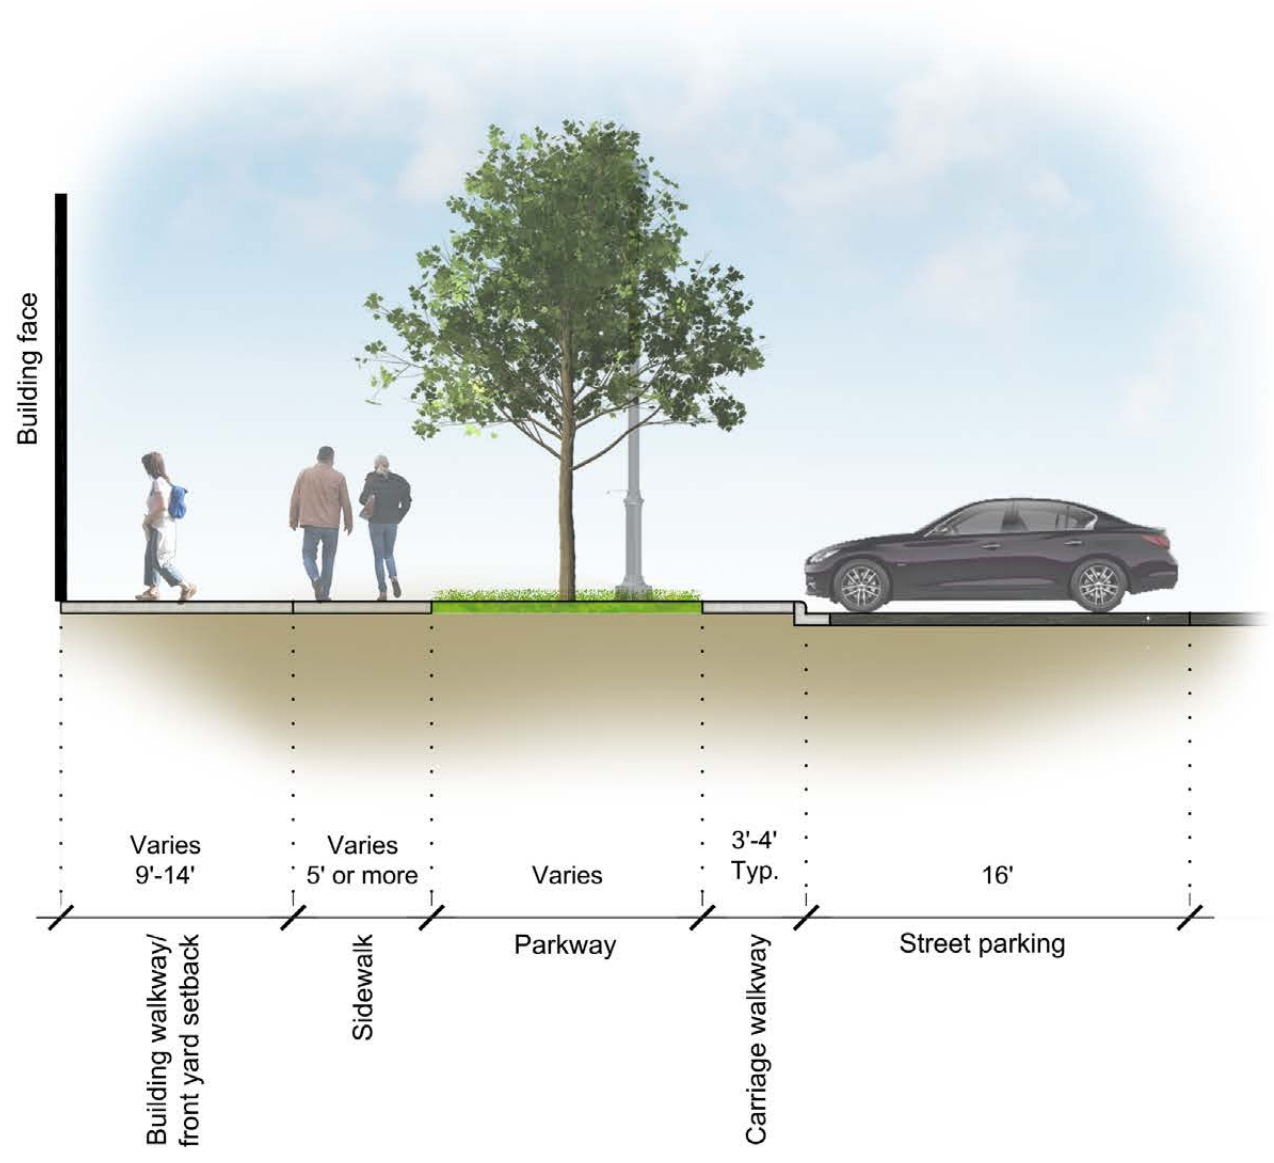 Building face
Varies
9'-14'
Varies
5' or more
Varies
3'-4'
Typ.
16'
Building walkway/
front yard setback
Sidewalk
Parkway
Carriage walkway
Street parking